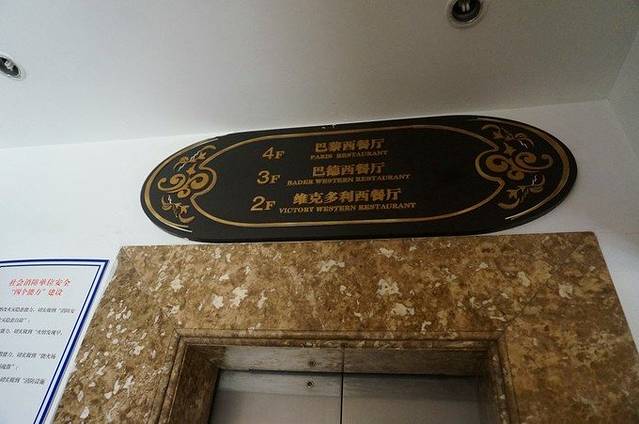 4F 巴黎西餐厅
PARIS RESTAURANT
3F 巴德西餐厅
BADER WESTERN RESTAURANT
2F 维克多利西餐厅
VICTORY WESTERN RESTAURANT
社会消防单位安全
"四个能力"建设